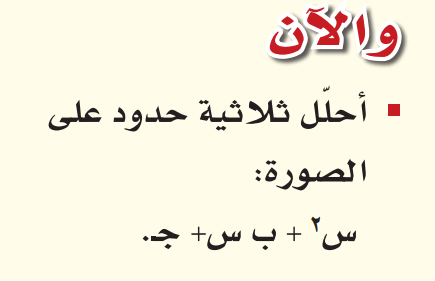 والآن
أحلّل ثلاثية حدود على
الصورة:
س٢ + ب س+ جـ.